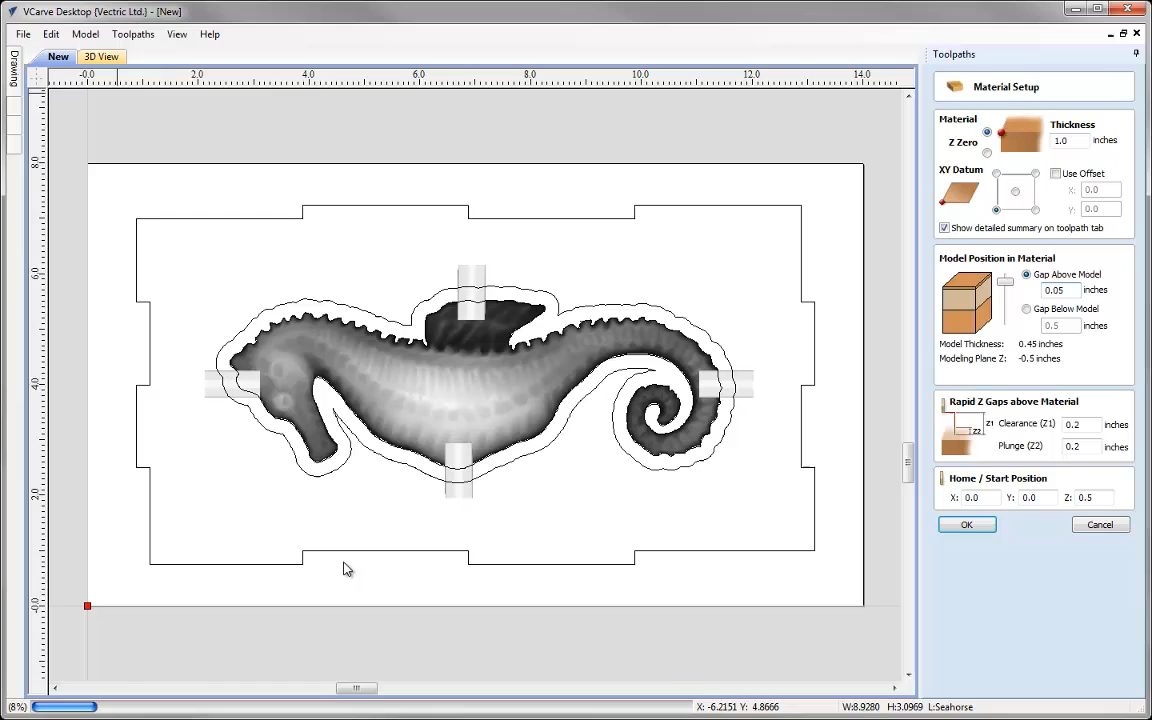 VCarve Desktop {Vectric Ltd.} - [New]
File Edit Model Toolpaths View Help
New 3D View
Drawing
-0.0 2.0 4.0 6.0 8.0 10.0 12.0 14.0
8.0
6.0
4.0
2.0
-0.0
Toolpaths
Material Setup
Material
Z Zero
Thickness
1.0 inches
XY Datum
Use Offset
X: 0.0
Y: 0.0
Show detailed summary on toolpath tab
Model Position in Material
Gap Above Model
0.05 inches
Gap Below Model
0.5 inches
Model Thickness: 0.45 inches
Modeling Plane Z: -0.5 inches
Rapid Z Gaps above Material
Z1
Z2
Clearance (Z1) 0.2
Plunge (Z2) 0.2
Home / Start Position
X: 0.0 Y: 0.0 Z: 0.5
OK Cancel
(8%) X: -6.2151 Y: 4.8666 W:8.9280 H:3.0969 L:Seahorse